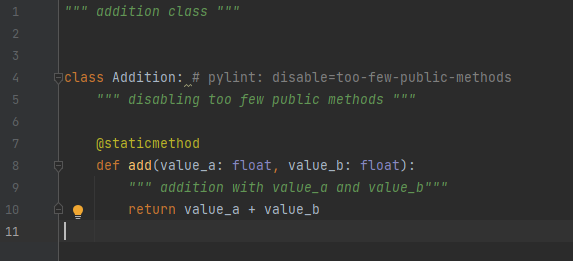 1 """ addition class """
2
3
4 class Addition: # pylint: disable=too-few-public-methods
5     """ disabling too few public methods """
6
7     @staticmethod
8     def add(value_a: float, value_b: float):
9         """ addition with value_a and value_b"""
10         return value_a + value_b
11